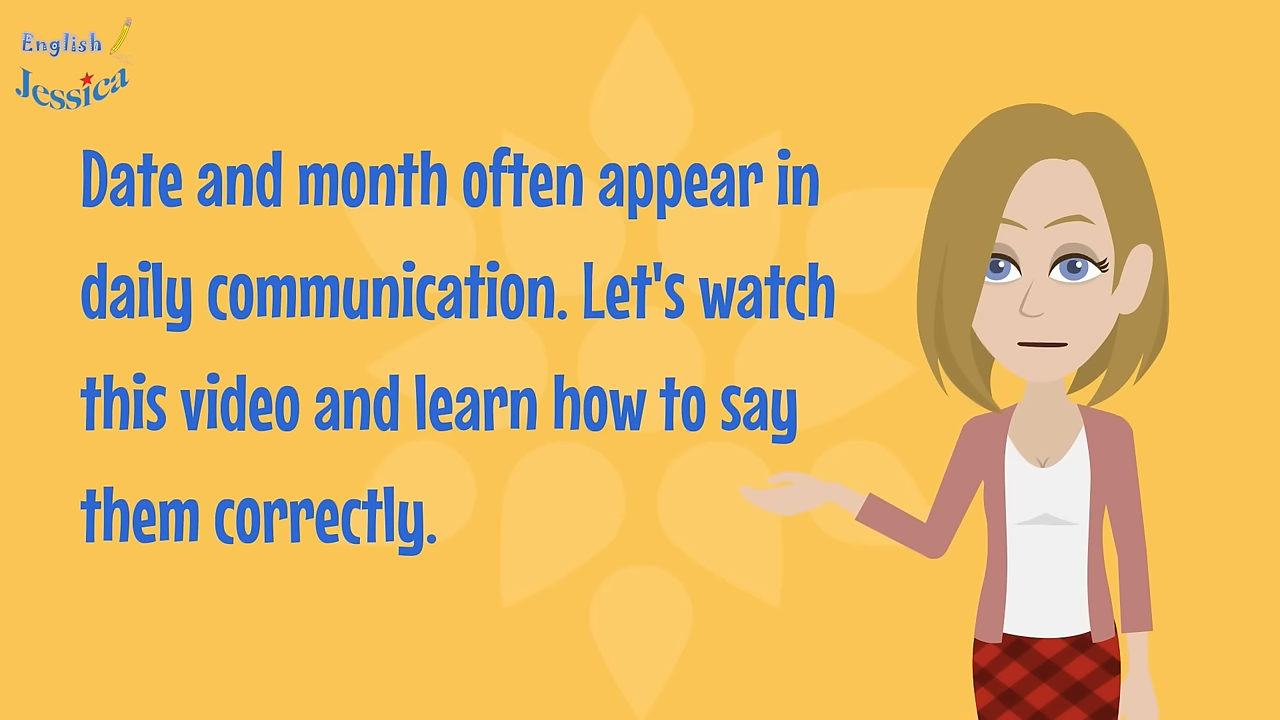 English
Jessica
Date and month often appear in
daily communication. Let's watch
this video and learn how to say
them correctly.